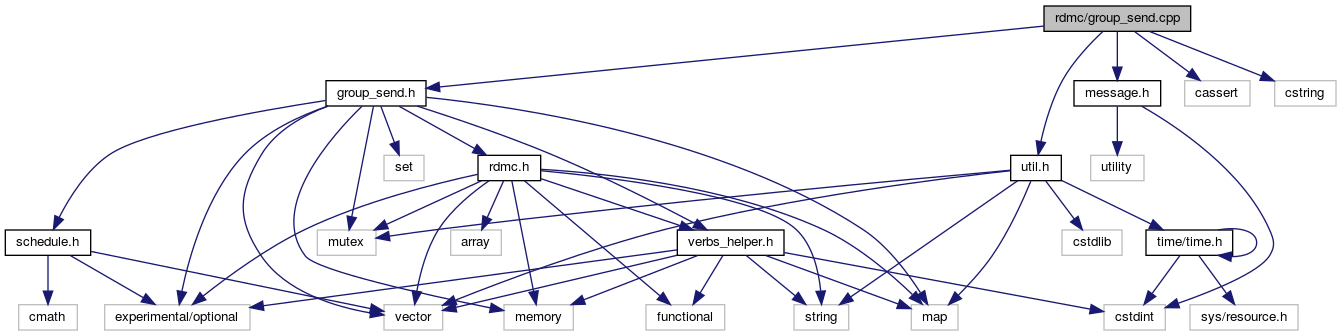 rdmc/group_send.cpp
group_send.h
message.h
cassert
cstring
set
rdmc.h
util.h
utility
schedule.h
mutex
array
verbs_helper.h
cstdlib
time/time.h
cmath
experimental/optional
vector
memory
functional
string
map
cstdint
sys/resource.h